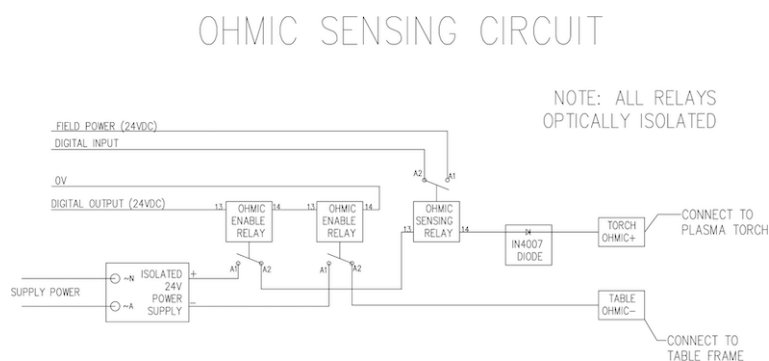 OHMIC SENSING CIRCUIT
NOTE: ALL RELAYS
OPTICALLY ISOLATED
FIELD POWER (24VDC)
DIGITAL INPUT
A2
A1
0V
DIGITAL OUTPUT (24VDC)
13
OHMIC
ENABLE
RELAY
14
13
OHMIC
ENABLE
RELAY
14
13
OHMIC
SENSING
RELAY
14
IN4007
DIODE
TORCH
OHMIC+
CONNECT TO
PLASMA TORCH
A1
A2
A1
A2
SUPPLY POWER
~N
~A
ISOLATED
24V
POWER
SUPPLY
+
-
TABLE
OHMIC-
CONNECT TO
TABLE FRAME